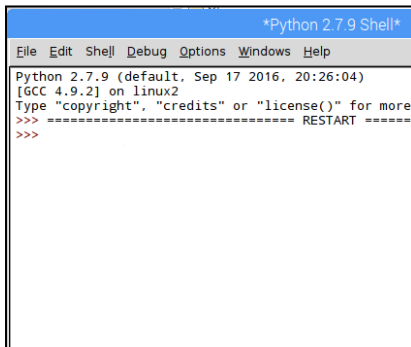 *Python 2.7.9 Shell*
File Edit Shell Debug Options Windows Help
Python 2.7.9 (default, Sep 17 2016, 20:26:04)
[GCC 4.9.2] on linux2
Type "copyright", "credits" or "license()" for more
>>> ================================ RESTART ======
>>>